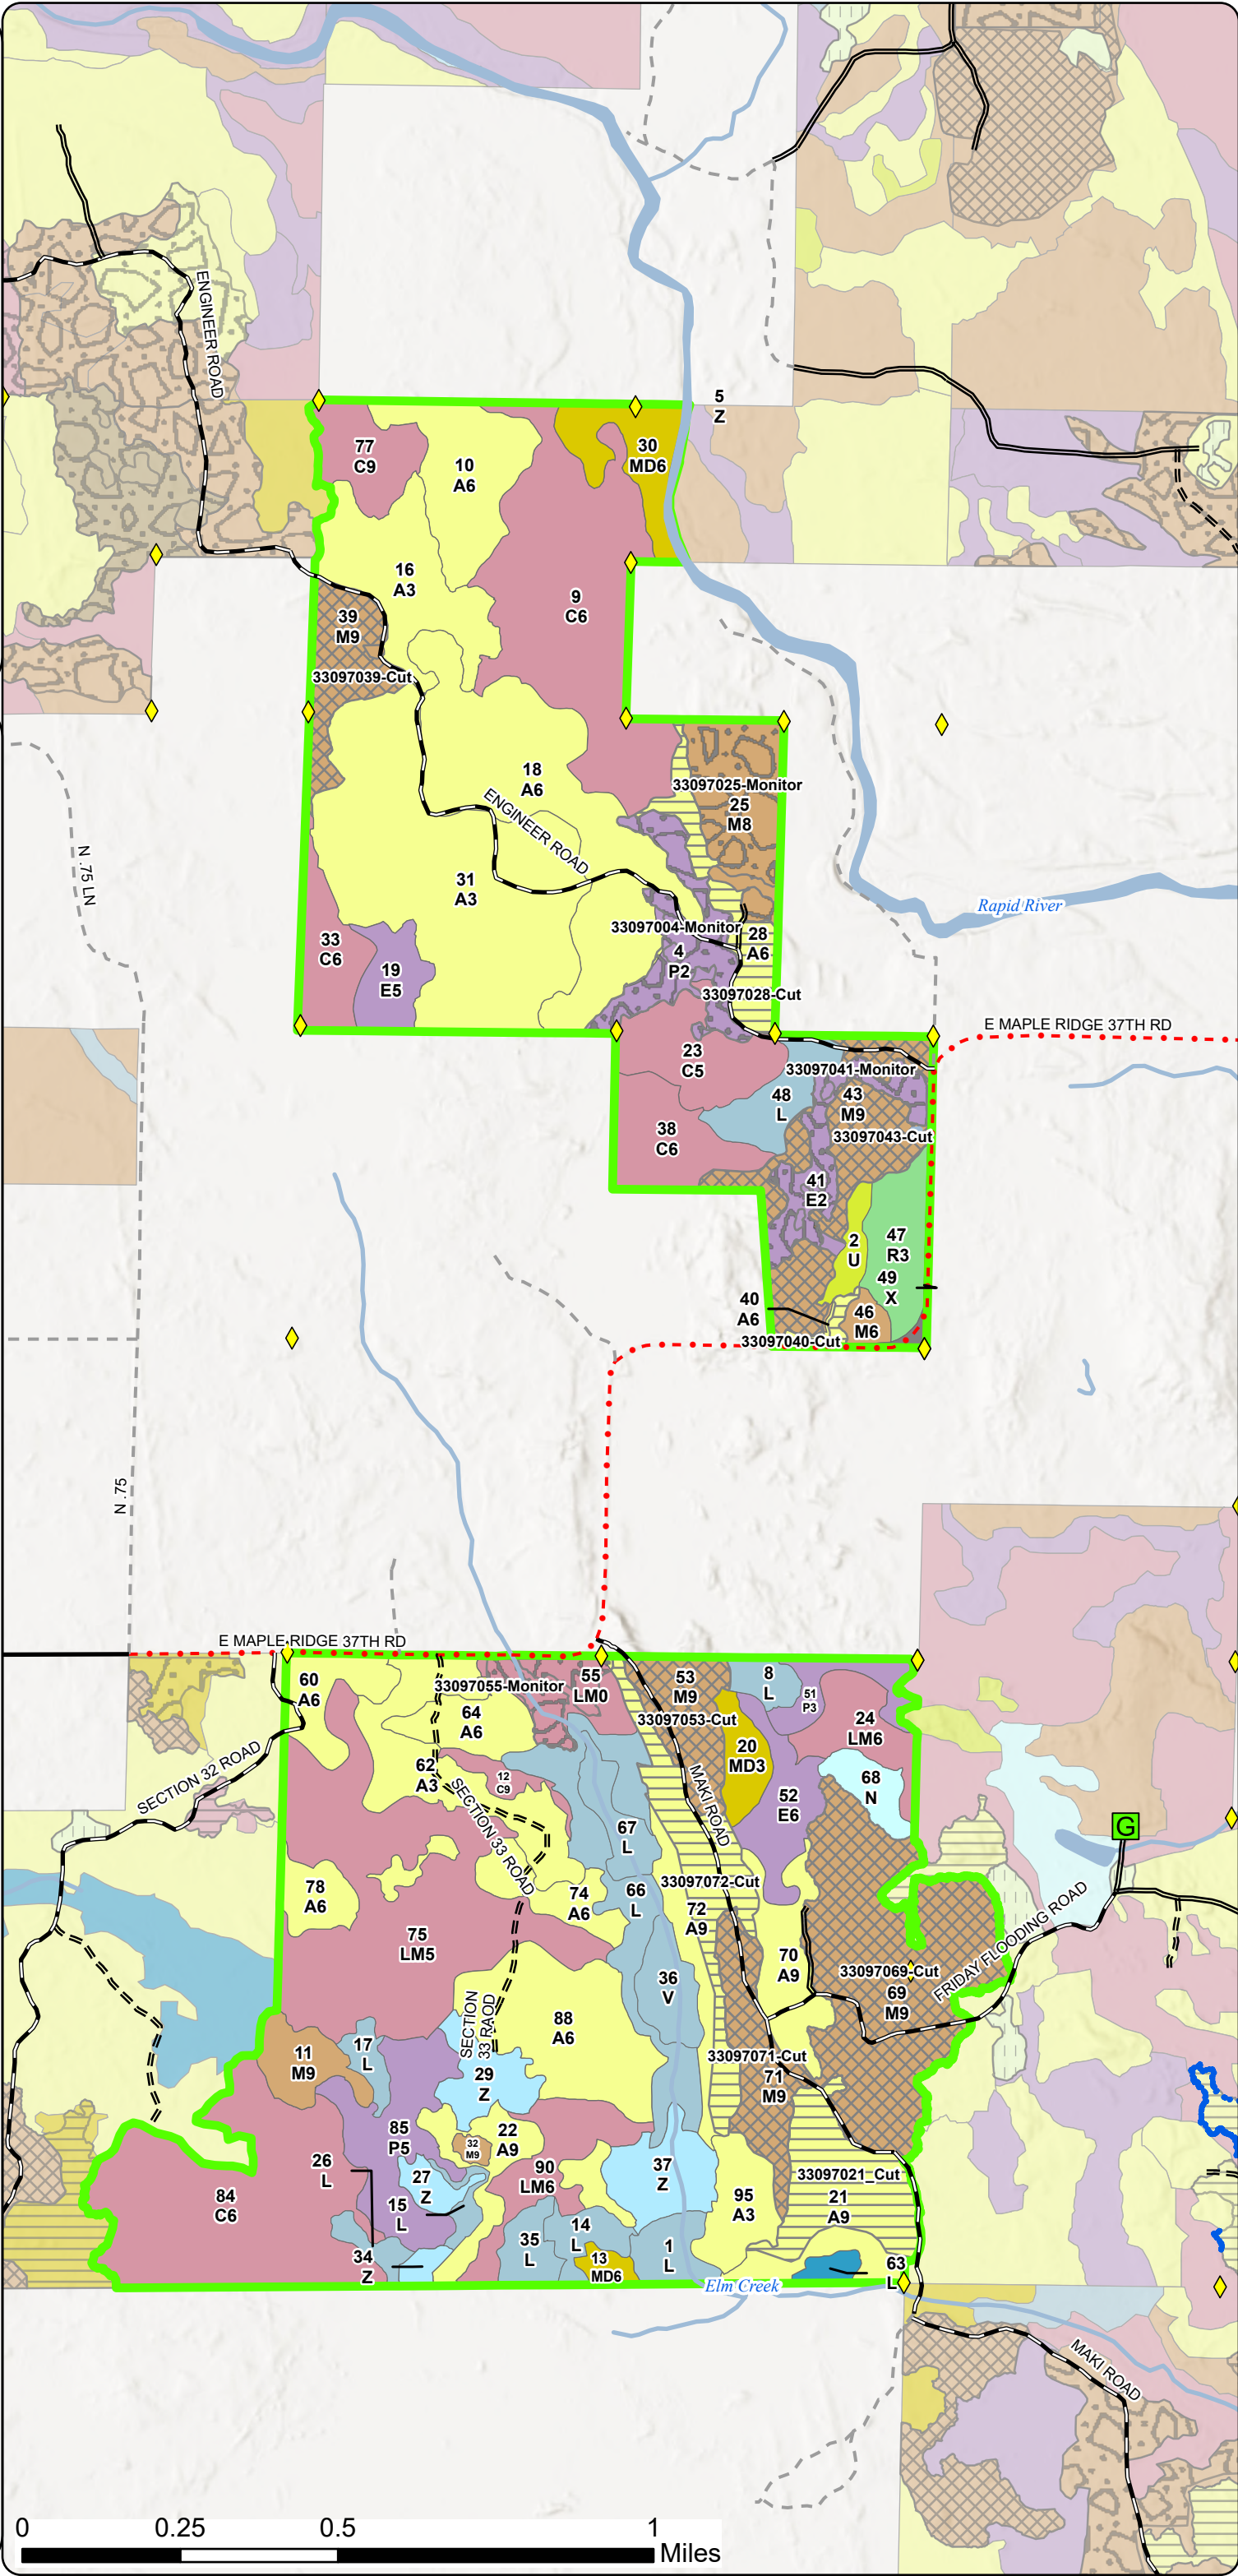 ENGINEER ROAD
5
Z
77
C9
10
A6
30
MD6
16
A3
9
C6
39
M9
33097039-Cut
18
A6
33097025-Monitor
25
M8
ENGINEER ROAD
N .75 LN
31
A3
Rapid River
33097004-Monitor
28
A6
4
P2
33
C6
19
E5
33097028-Cut
E MAPLE RIDGE 37TH RD
23
C5
33097041-Monitor
48
L
43
M9
33097043-Cut
38
C6
41
E2
47
R3
2
U
49
X
40
A6
46
M6
33097040-Cut
N .75
E MAPLE RIDGE 37TH RD
60
A6
33097055-Monitor
55
LM0
53
M9
8
L
51
P3
64
A6
33097053-Cut
24
LM6
20
MD3
SECTION 32 ROAD
62
A3
12
C9
68
N
MAKI ROAD
52
E6
SECTION 33 ROAD
67
L
G
33097072-Cut
78
A6
74
A6
66
L
72
A9
75
LM5
70
A9
33097069-Cut
69
M9
FRIDAY FLOODING ROAD
36
V
88
A6
SECTION
33 RAOD
11
M9
17
L
33097071-Cut
71
M9
29
Z
85
P5
22
A9
32
M9
26
L
27
Z
90
LM6
37
Z
33097021_Cut
84
C6
15
L
95
A3
21
A9
35
L
14
L
34
Z
13
MD6
1
L
63
L
Elm Creek
MAKI ROAD
0 0.25 0.5 1
Miles